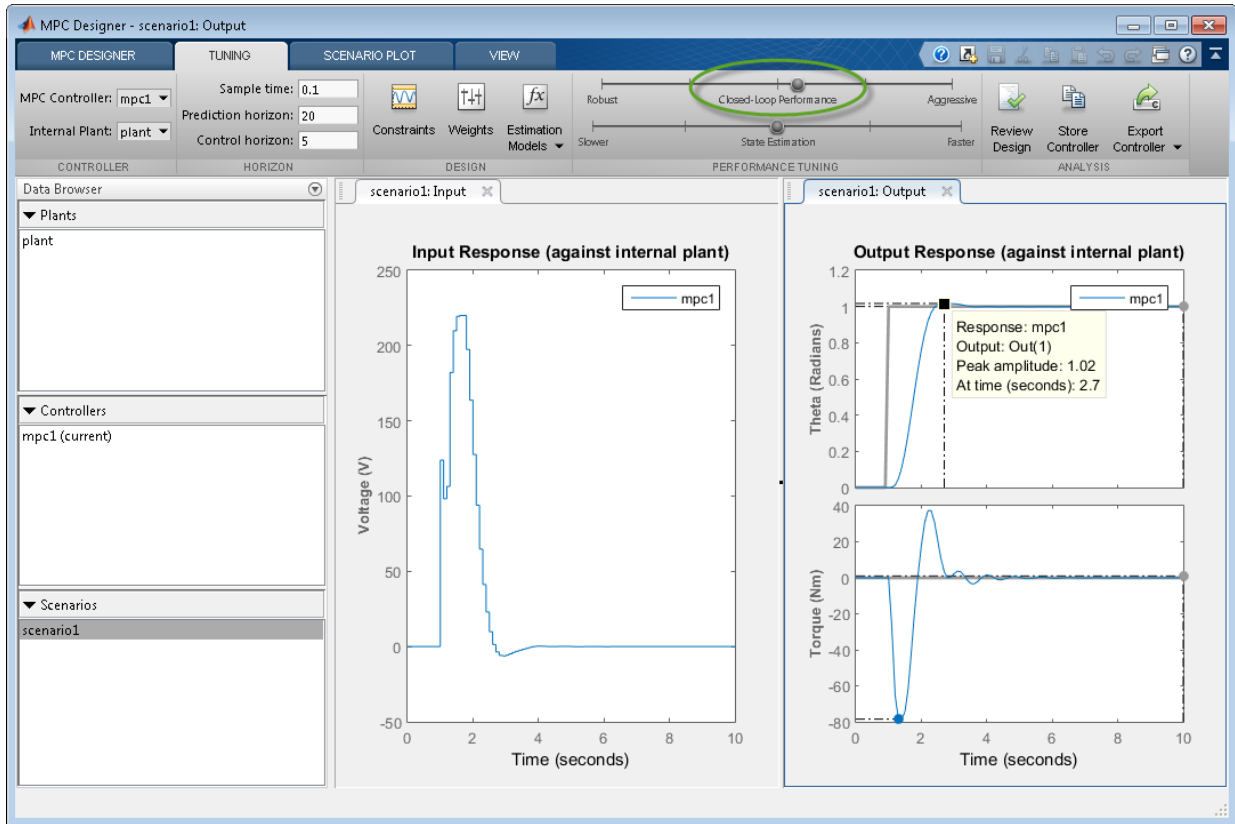 MPC Designer - scenario1: Output
MPC DESIGNER TUNING SCENARIO PLOT VIEW
MPC Controller: mpc1
Internal Plant: plant
CONTROLLER
Sample time: 0.1
Prediction horizon: 20
Control horizon: 5
HORIZON
Constraints
Weights
Estimation
Models
DESIGN
Robust Closed-Loop Performance Aggressive
Slower State Estimation Faster
PERFORMANCE TUNING
Review
Design
Store
Controller
Export
Controller
ANALYSIS
Data Browser
Plants
plant
Controllers
mpc1 (current)
Scenarios
scenario1
scenario1: Input
Input Response (against internal plant)
mpc1
Voltage (V)
250
200
150
100
50
0
-50
0 2 4 6 8 10
Time (seconds)
scenario1: Output
Output Response (against internal plant)
mpc1
Response: mpc1
Output: Out(1)
Peak amplitude: 1.02
At time (seconds): 2.7
Theta (Radians)
1.2
1
0.8
0.6
0.4
0.2
0
Torque (Nm)
40
20
0
-20
-40
-60
-80
0 2 4 6 8 10
Time (seconds)